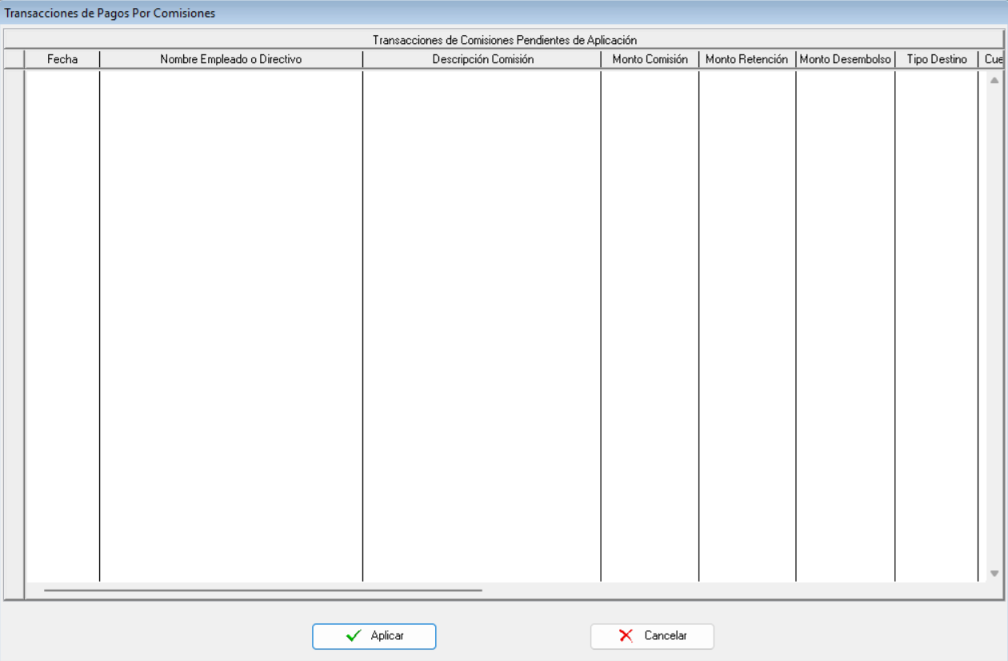 Transacciones de Pagos Por Comisiones
Transacciones de Comisiones Pendientes de Aplicación
Fecha Nombre Empleado o Directivo Descripción Comisión Monto Comisión Monto Retención Monto Desembolso Tipo Destino Cue
Aplicar Cancelar